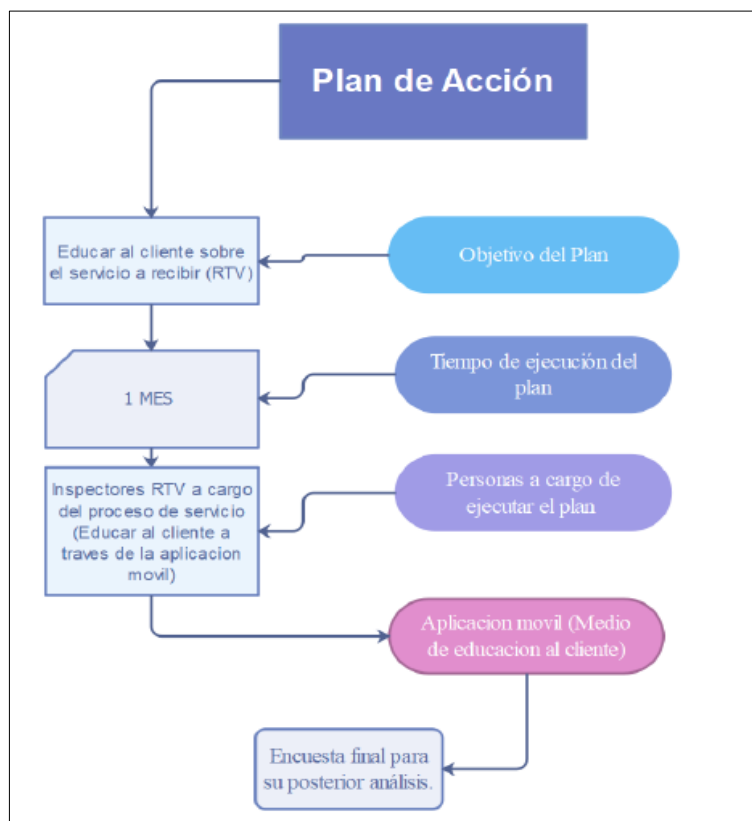 Plan de Acción
Educar al cliente sobre
el servicio a recibir (RTV)
Objetivo del Plan
1 MES
Tiempo de ejecución del
plan
Inspectores RTV a cargo
del proceso de servicio
(Educar al cliente a
traves de la aplicacion
movil)
Personas a cargo de
ejecutar el plan
Aplicacion movil (Medio
de educacion al cliente)
Encuesta final para
su posterior análisis.